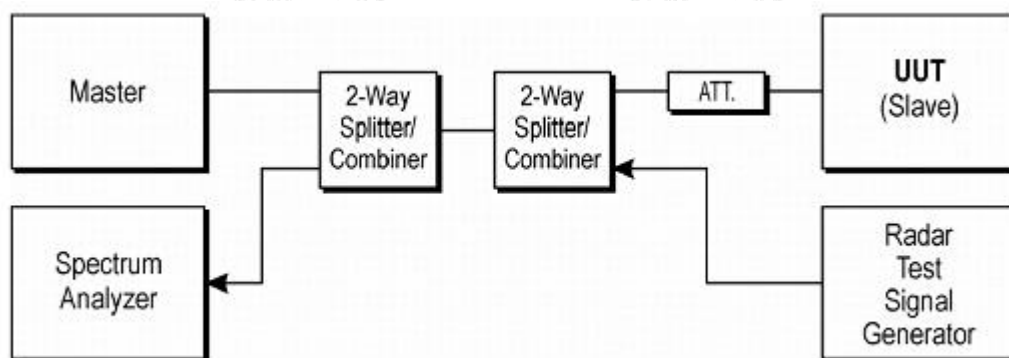 Master
2-Way
Splitter/
Combiner
2-Way
Splitter/
Combiner
ATT.
UUT
(Slave)
Spectrum
Analyzer
Radar
Test
Signal
Generator